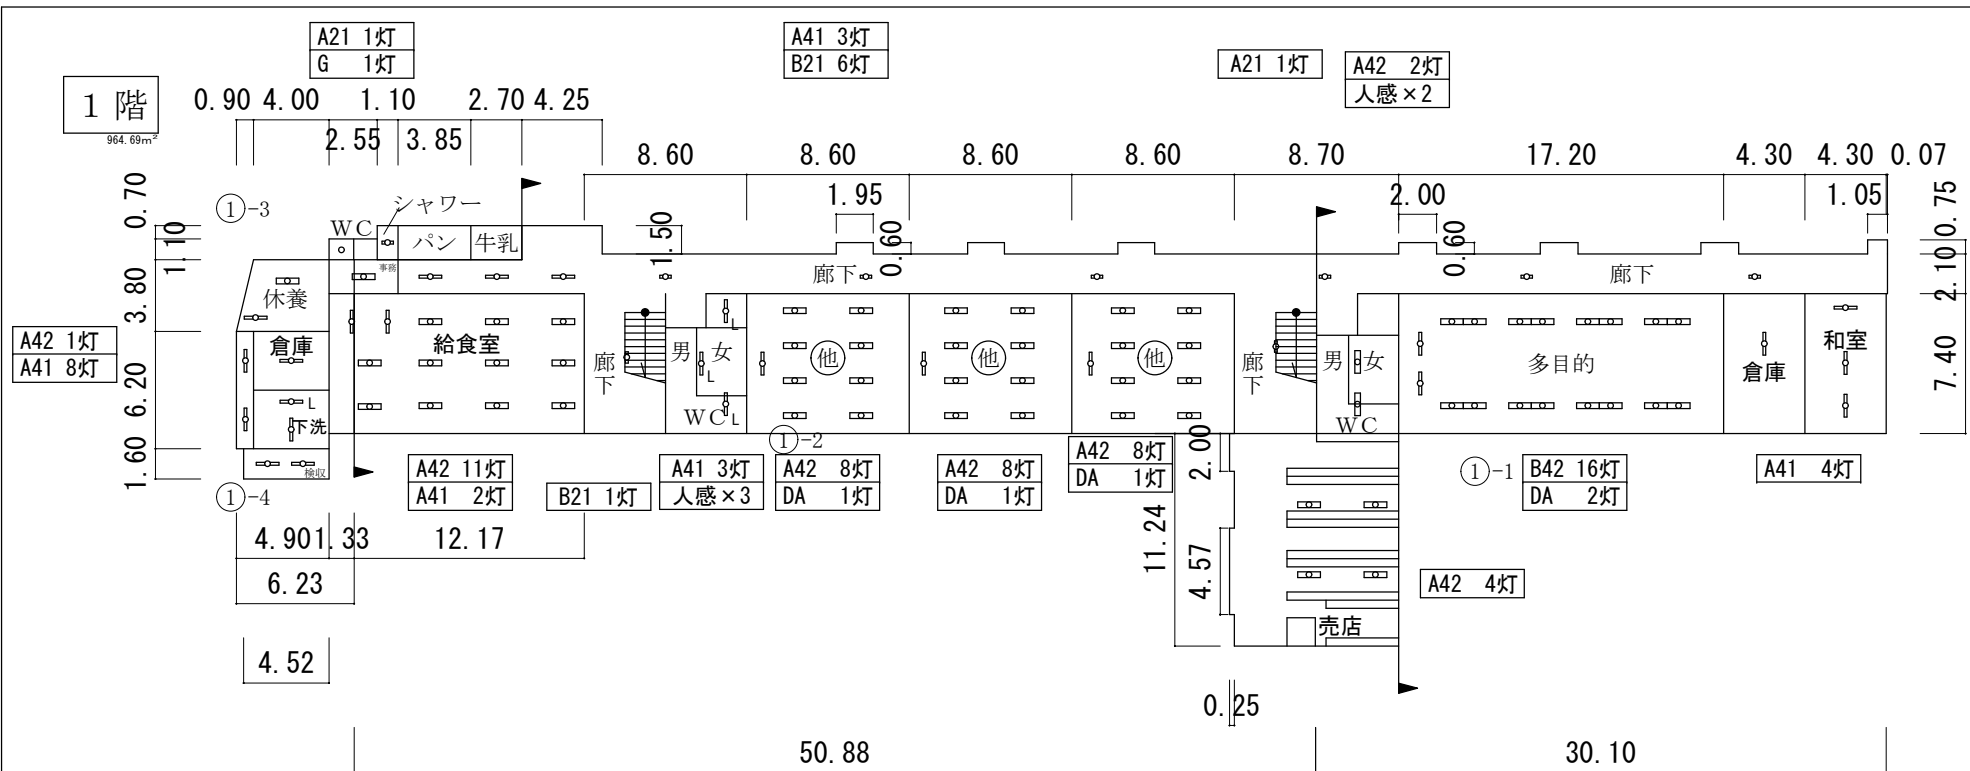 A21 1灯
G 1灯
A41 3灯
B21 6灯
A21 1灯
A42 2灯
人感×2
1 階
964.69m²
0.90 4.00 1.10 2.70 4.25
2.55 3.85
8.60 8.60 8.60 8.60 8.70 17.20 4.30 4.30 0.07
1.95 2.00 1.05
0.70
1.10
3.80
6.20
1.60
①-3
WC
シャワー
パン
牛乳
事務
1.50
0.60
0.60
0.75
2.10
7.40
廊下
廊下
休養
A42 1灯
A41 8灯
倉庫
給食室
廊下
男
女
L
L
WC
L
他
他
他
廊下
男
女
WC
多目的
倉庫
和室
L
下洗
検収
①-4
A42 11灯
A41 2灯
B21 1灯
A41 3灯
人感×3
①-2
A42 8灯
DA 1灯
A42 8灯
DA 1灯
A42 8灯
DA 1灯
2.00
11.24
4.57
①-1
B42 16灯
DA 2灯
A41 4灯
4.90 1.33 12.17
6.23
4.52
A42 4灯
売店
0.25
50.88 30.10